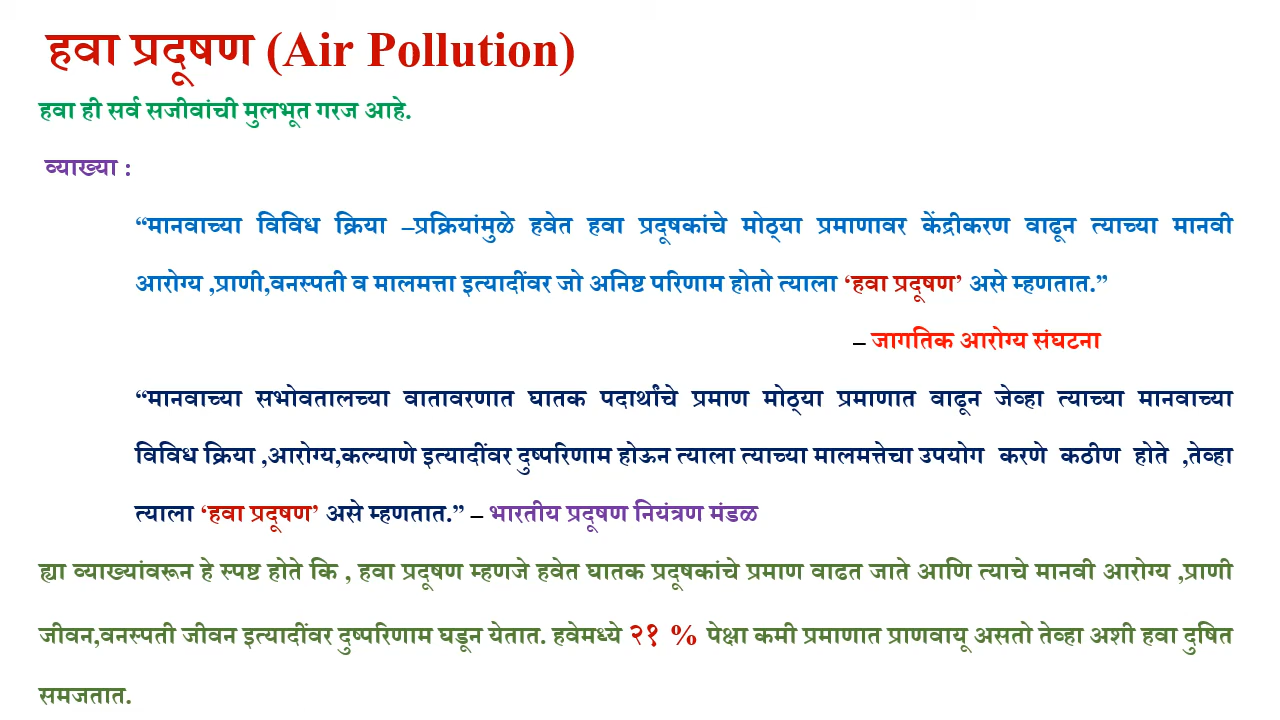 हवा प्रदूषण (Air Pollution)
हवा ही सर्व सजीवांची मुलभूत गरज आहे.
व्याख्या :
“मानवाच्या विविध क्रिया –प्रक्रियांमुळे हवेत हवा प्रदूषकांचे मोठ्या प्रमाणावर केंद्रीकरण वाढून त्याच्या मानवी
आरोग्य ,प्राणी,वनस्पती व मालमत्ता इत्यादींवर जो अनिष्ट परिणाम होतो त्याला ‘हवा प्रदूषण’ असे म्हणतात.”
– जागतिक आरोग्य संघटना
“मानवाच्या सभोवतालच्या वातावरणात घातक पदार्थांचे प्रमाण मोठ्या प्रमाणात वाढून जेव्हा त्याच्या मानवाच्या
विविध क्रिया ,आरोग्य,कल्याणे इत्यादींवर दुष्परिणाम होऊन त्याला त्याच्या मालमत्तेचा उपयोग करणे कठीण होते ,तेव्हा
त्याला ‘हवा प्रदूषण’ असे म्हणतात.” – भारतीय प्रदूषण नियंत्रण मंडळ
ह्या व्याख्यांवरून हे स्पष्ट होते कि , हवा प्रदूषण म्हणजे हवेत घातक प्रदूषकांचे प्रमाण वाढत जाते आणि त्याचे मानवी आरोग्य ,प्राणी
जीवन,वनस्पती जीवन इत्यादींवर दुष्परिणाम घडून येतात. हवेमध्ये २१ % पेक्षा कमी प्रमाणात प्राणवायू असतो तेव्हा अशी हवा दुषित
समजतात.